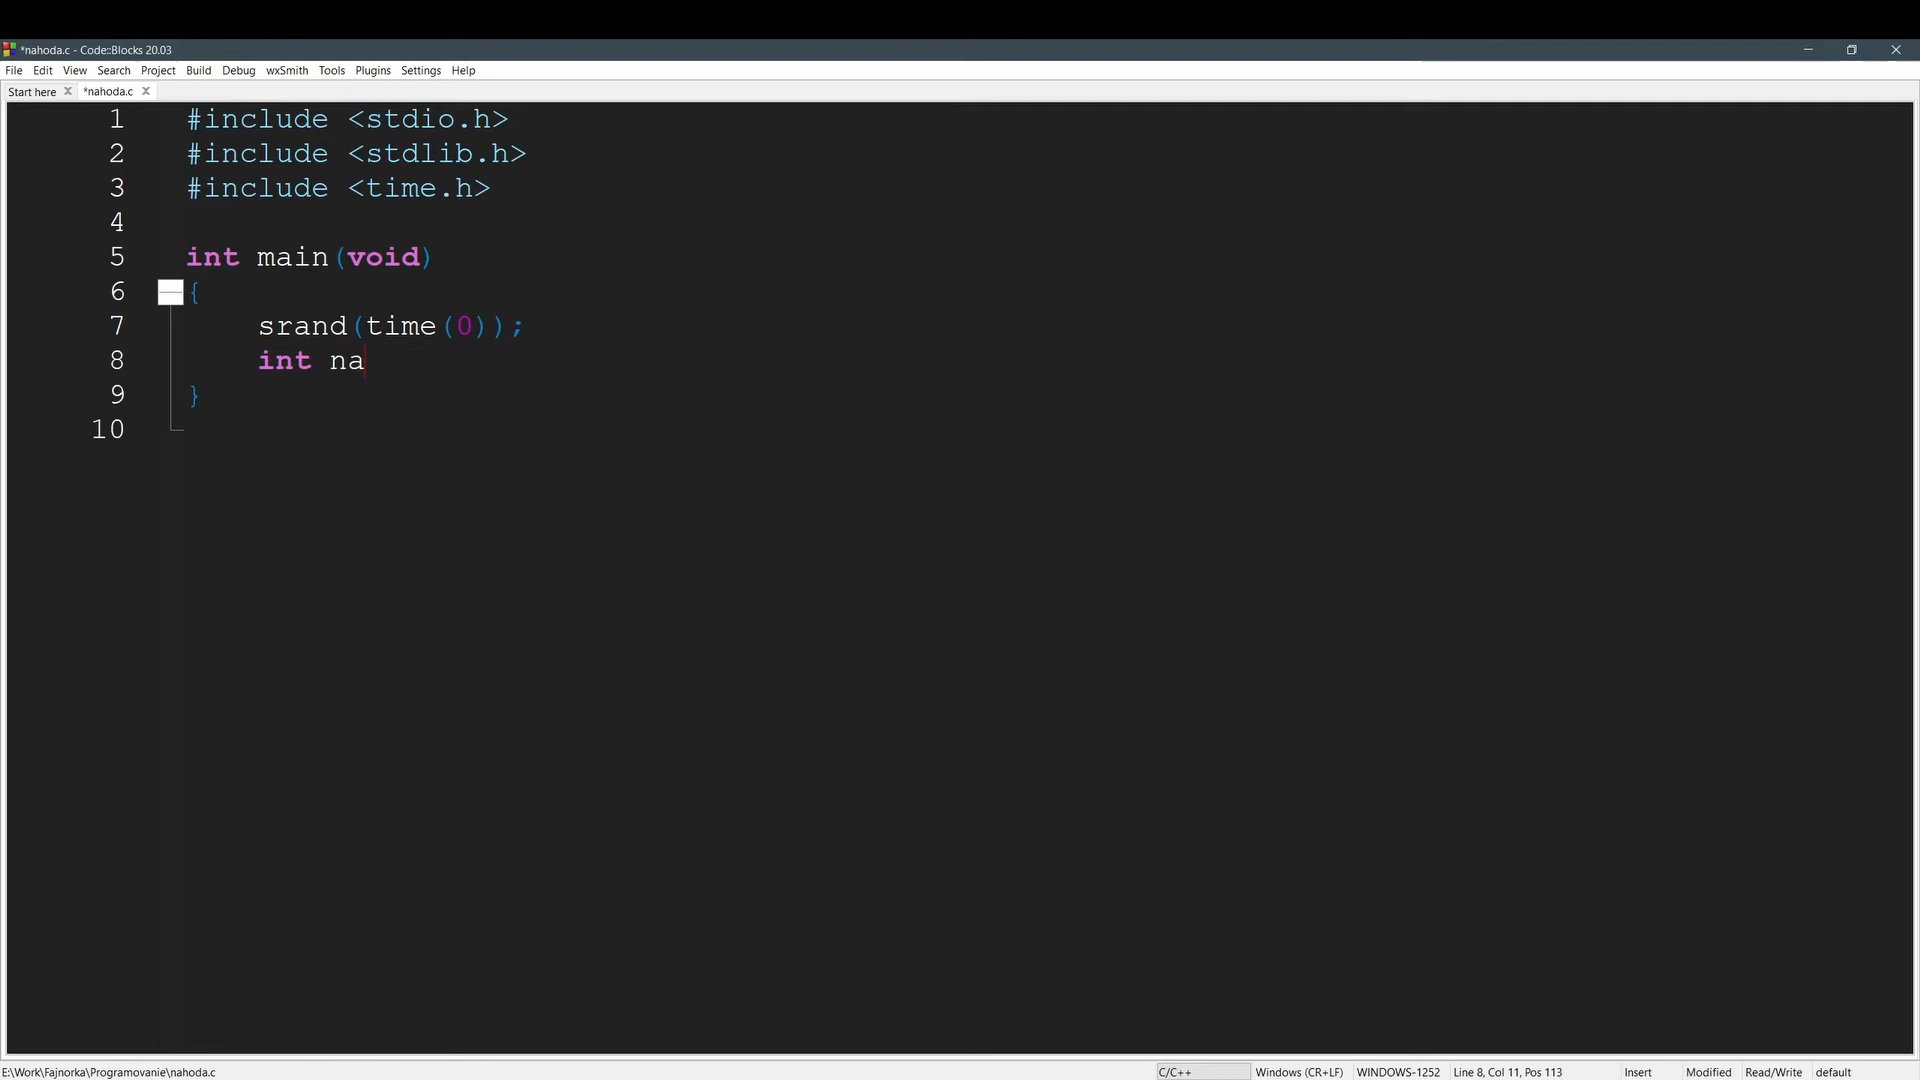 *nahoda.c - Code::Blocks 20.03
File Edit View Search Project Build Debug wxSmith Tools Plugins Settings Help
Start here *nahoda.c
1 #include <stdio.h>
2 #include <stdlib.h>
3 #include <time.h>
4
5 int main(void)
6 {
7 srand(time(0));
8 int na
9 }
10
E:\Work\Fajnorka\Programovanie\nahoda.c C/C++ Windows (CR+LF) WINDOWS-1252 Line 8, Col 11, Pos 113 Insert Modified Read/Write default